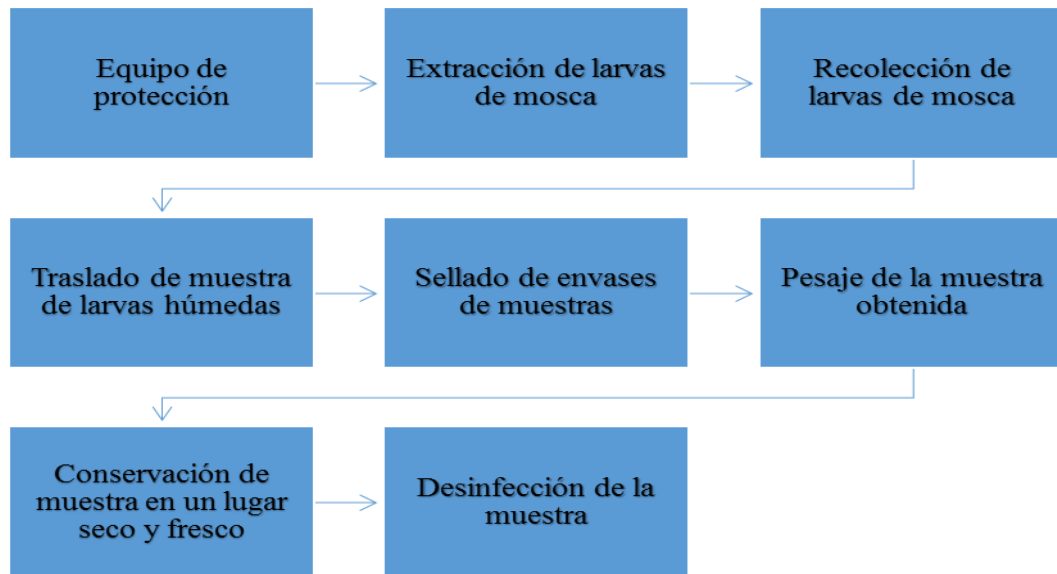 Equipo de
protección
Extracción de larvas
de mosca
Recolección de
larvas de mosca
Traslado de muestra
de larvas húmedas
Sellado de envases
de muestras
Pesaje de la muestra
obtenida
Conservación de
muestra en un lugar
seco y fresco
Desinfección de la
muestra